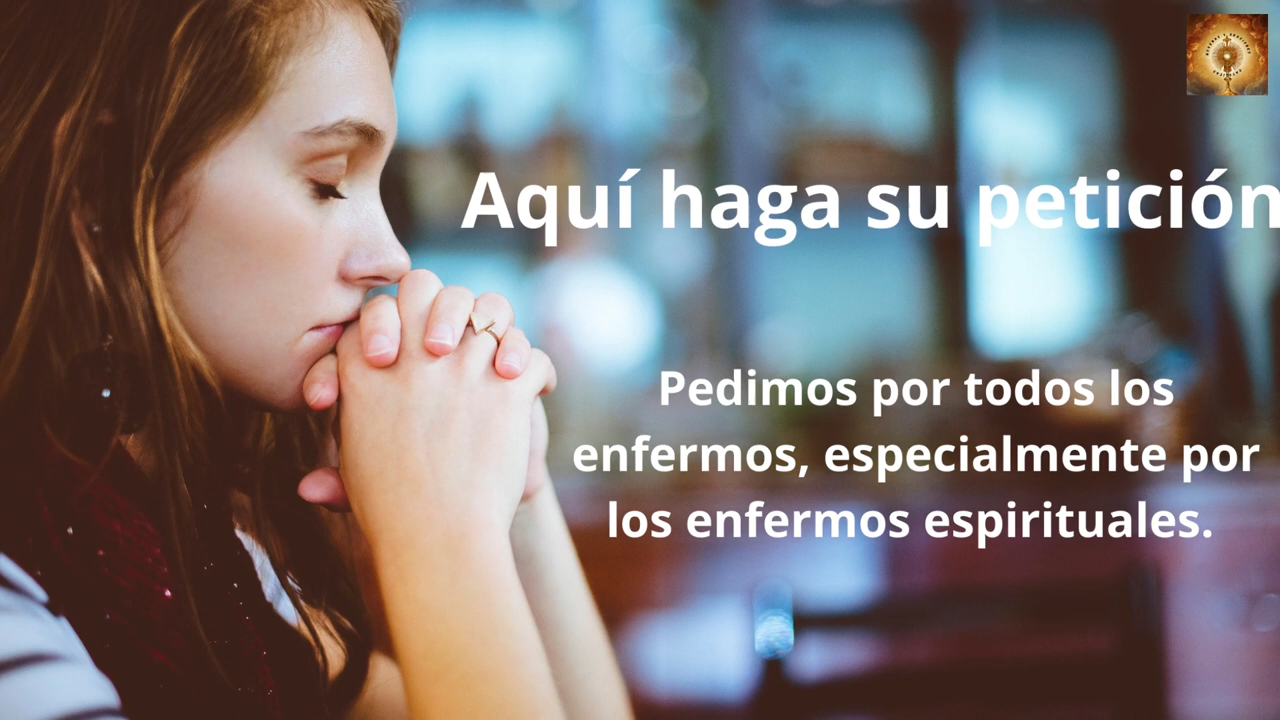 Aquí haga su petición
Pedimos por todos los
enfermos, especialmente por
los enfermos espirituales.